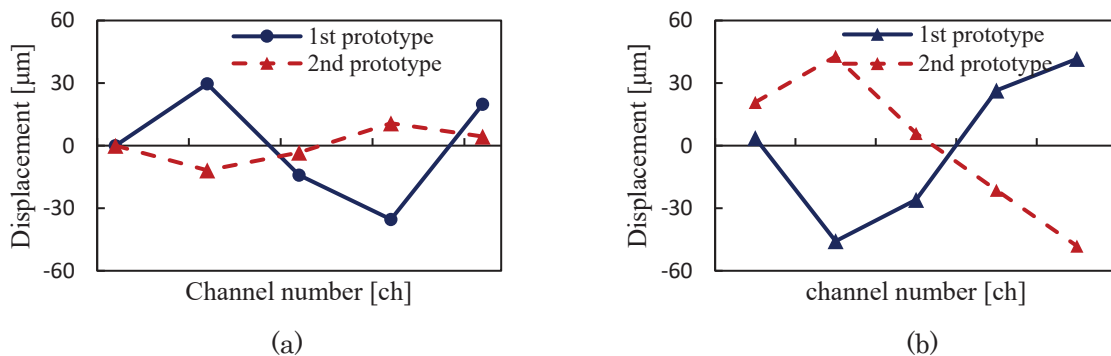 60
30
0
-30
-60
Displacement [µm]
1st prototype
2nd prototype
Channel number [ch]
(a)
60
30
0
-30
-60
Displacement [µm]
1st prototype
2nd prototype
channel number [ch]
(b)